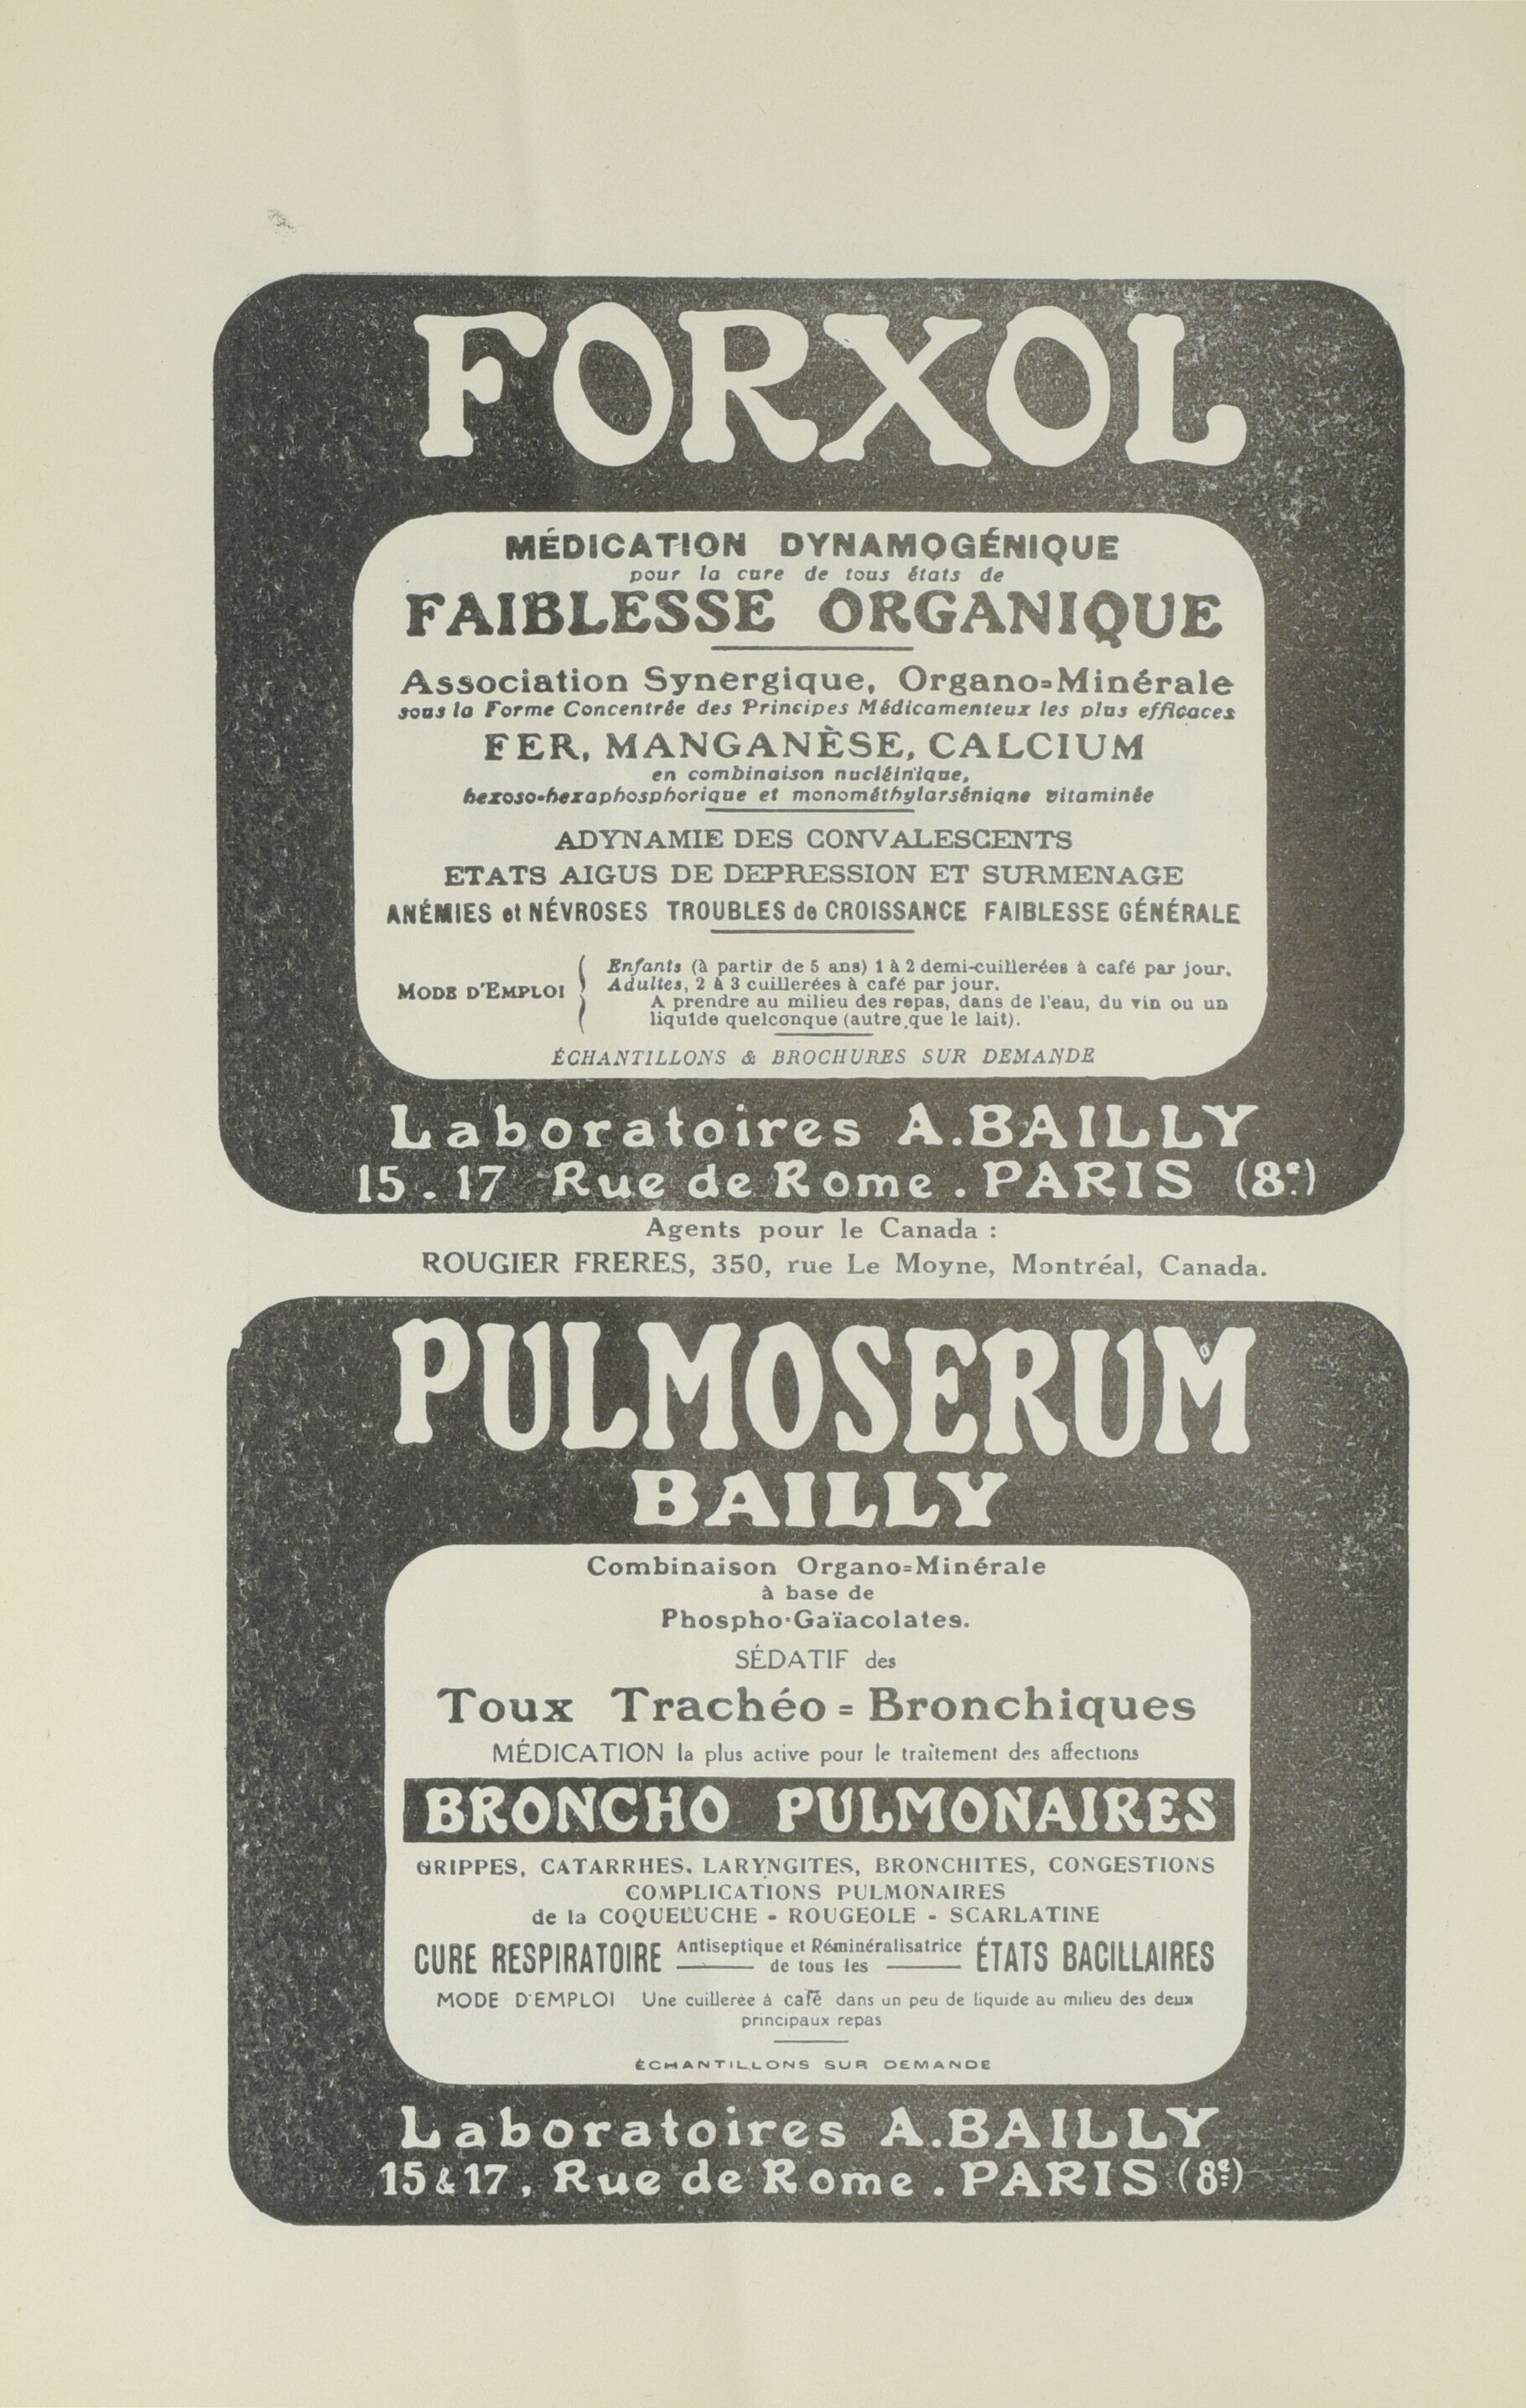 FORXOL
MÉDICATION DYNAMOGÉNIQUE
pour la cure de tous états de
FAIBLESSE ORGANIQUE
Association Synergique, Organo=Minérale
sous la Forme Concentrée des Principes Médicamenteux les plus efficaces
FER, MANGANÈSE, CALCIUM
en combinaison nucléinique,
hexoso-hexaphosphorique et monométhylarsénique vitaminée
ADYNAMIE DES CONVALESCENTS
ETATS AIGUS DE DEPRESSION ET SURMENAGE
ANÉMIES et NÉVROSES TROUBLES de CROISSANCE FAIBLESSE GÉNÉRALE
MODE D'EMPLOI
Enfants (à partir de 5 ans) 1 à 2 demi-cuillerées à café par jour.
Adultes, 2 à 3 cuillerées à café par jour.
A prendre au milieu des repas, dans de l'eau, du vin ou un
liquide quelconque (autre que le lait).
ÉCHANTILLONS & BROCHURES SUR DEMANDE
Laboratoires A.BAILLY
15.17 Rue de Rome. PARIS (8e)
Agents pour le Canada :
ROUGIER FRERES, 350, rue Le Moyne, Montréal, Canada.
PULMOSERUM
BAILLY
Combinaison Organo=Minérale
à base de
Phospho-Gaïacolates.
SÉDATIF des
Toux Trachéo=Bronchiques
MÉDICATION la plus active pour le traitement des affections
BRONCHO PULMONAIRES
GRIPPES, CATARRHES, LARYNGITES, BRONCHITES, CONGESTIONS
COMPLICATIONS PULMONAIRES
de la COQUELUCHE - ROUGEOLE - SCARLATINE
CURE RESPIRATOIRE Antiseptique et Réminéralisatrice de tous les ÉTATS BACILLAIRES
MODE D'EMPLOI Une cuillerée à café dans un peu de liquide au milieu des deux
principaux repas.
ÉCHANTILLONS SUR DEMANDE
Laboratoires A.BAILLY
15 & 17, Rue de Rome. PARIS (8e)